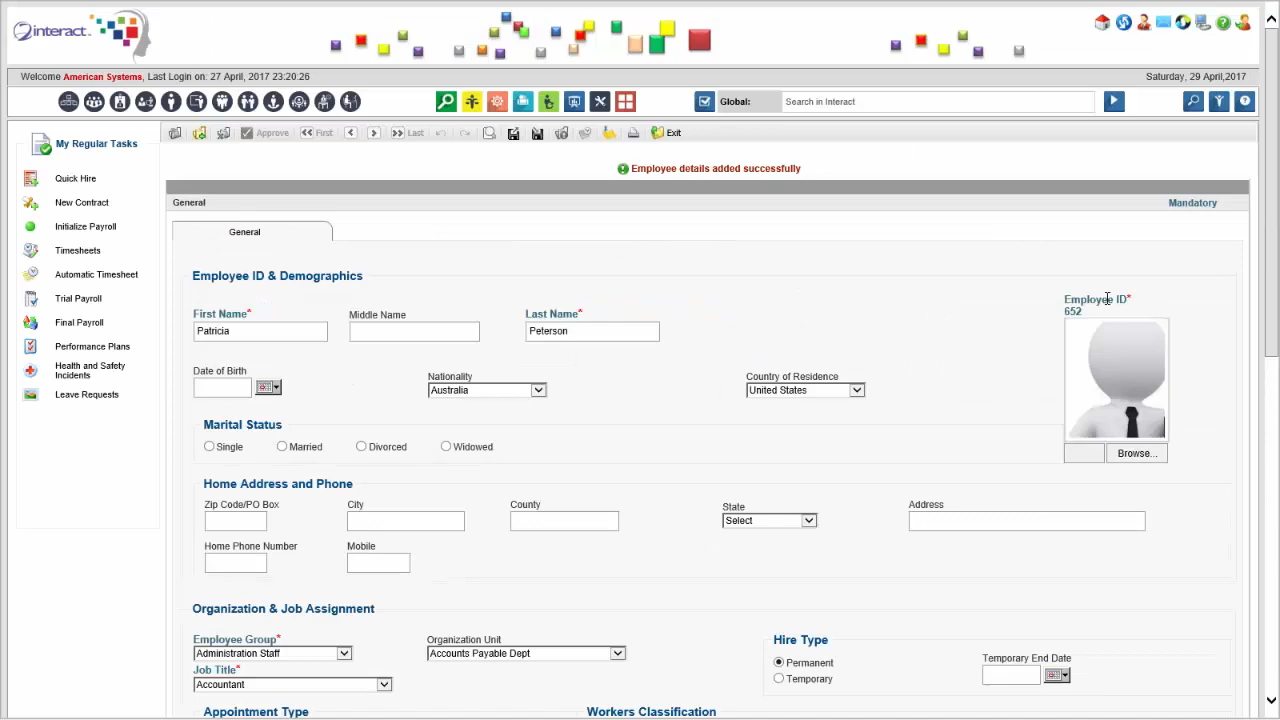 interact
Welcome American Systems, Last Login on: 27 April, 2017 23:20:26
Saturday, 29 April,2017
Global:
Search in Interact
My Regular Tasks
Quick Hire
New Contract
Initialize Payroll
Timesheets
Automatic Timesheet
Trial Payroll
Final Payroll
Performance Plans
Health and Safety
Incidents
Leave Requests
Approve
First
Last
Exit
Employee details added successfully
General
Mandatory
General
Employee ID & Demographics
First Name*
Middle Name
Last Name*
Employee ID*
652
Patricia
Peterson
Date of Birth
Nationality
Country of Residence
Australia
United States
Marital Status
Single
Married
Divorced
Widowed
Browse...
Home Address and Phone
Zip Code/PO Box
City
County
State
Address
Select
Home Phone Number
Mobile
Organization & Job Assignment
Employee Group*
Organization Unit
Hire Type
Administration Staff
Accounts Payable Dept
Permanent
Temporary End Date
Job Title*
Temporary
Accountant
Appointment Type
Workers Classification